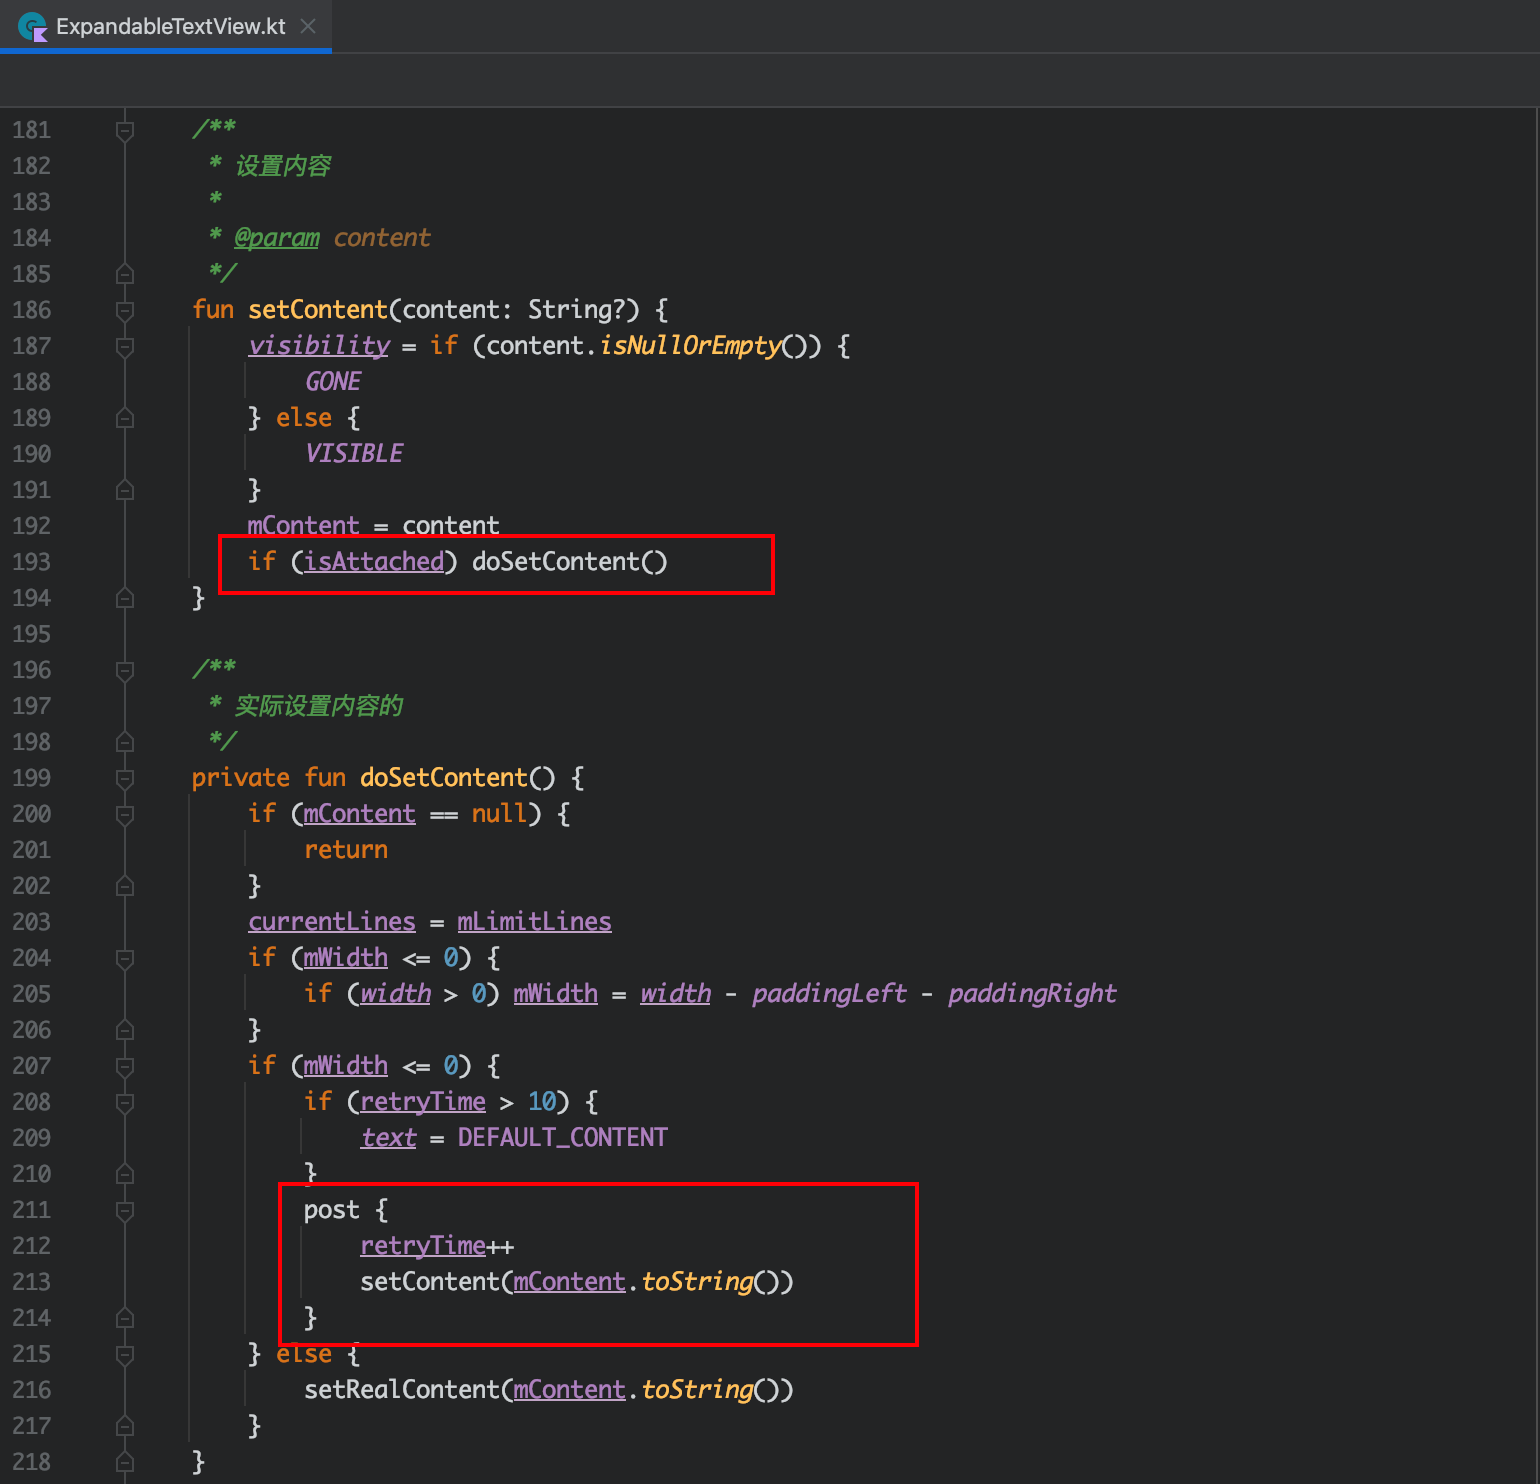 ExpandableTextView.kt
181 /**
182 * 设置内容
183 *
184 * @param content
185 */
186 fun setContent(content: String?) {
187 visibility = if (content.isNullOrEmpty()) {
188 GONE
189 } else {
190 VISIBLE
191 }
192 mContent = content
193 if (isAttached) doSetContent()
194 }
195
196 /**
197 * 实际设置内容的
198 */
199 private fun doSetContent() {
200 if (mContent == null) {
201 return
202 }
203 currentLines = mLimitLines
204 if (mWidth <= 0) {
205 if (width > 0) mWidth = width - paddingLeft - paddingRight
206 }
207 if (mWidth <= 0) {
208 if (retryTime > 10) {
209 text = DEFAULT_CONTENT
210 }
211 post {
212 retryTime++
213 setContent(mContent.toString())
214 }
215 } else {
216 setRealContent(mContent.toString())
217 }
218 }